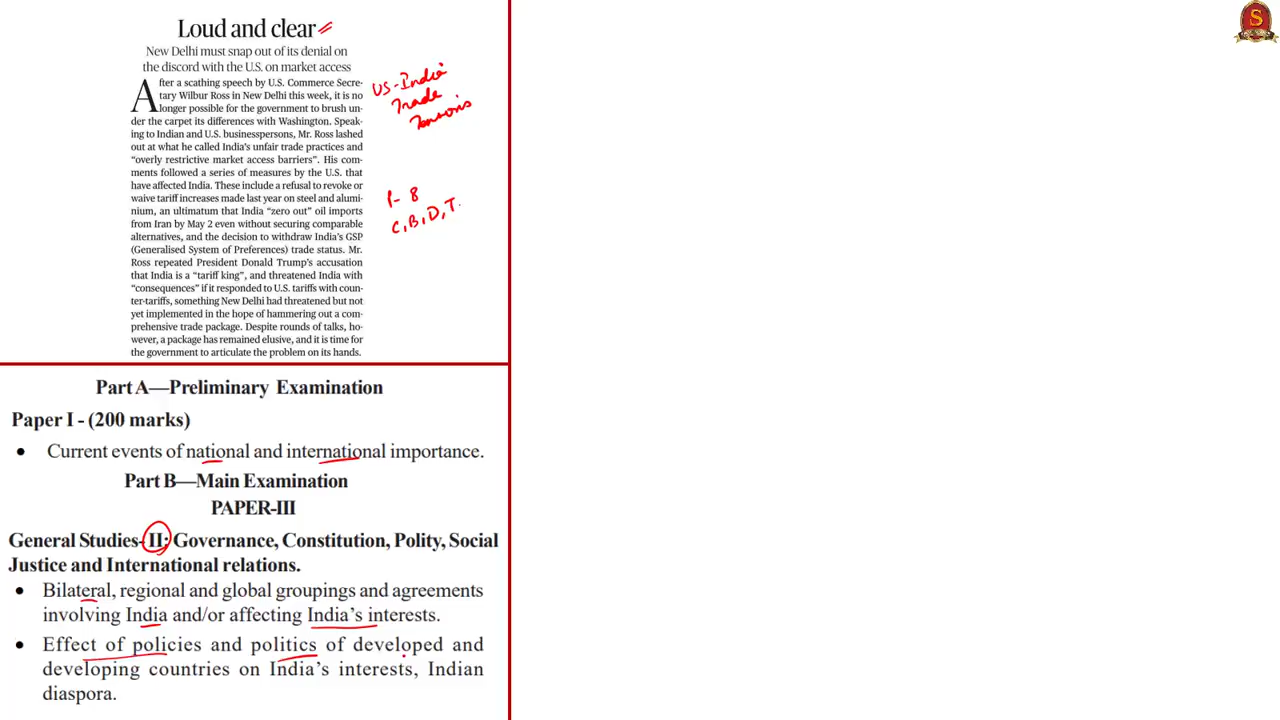 Loud and clear
New Delhi must snap out of its denial on
the discord with the U.S. on market access
After a scathing speech by U.S. Commerce Secre-
tary Wilbur Ross in New Delhi this week, it is no
longer possible for the government to brush un-
der the carpet its differences with Washington. Speak-
ing to Indian and U.S. businesspersons, Mr. Ross lashed
out at what he called India's unfair trade practices and
“overly restrictive market access barriers”. His com-
ments followed a series of measures by the U.S. that
have affected India. These include a refusal to revoke or
waive tariff increases made last year on steel and alumi-
nium, an ultimatum that India “zero out” oil imports
from Iran by May 2 even without securing comparable
alternatives, and the decision to withdraw India's GSP
(Generalised System of Preferences) trade status. Mr.
Ross repeated President Donald Trump's accusation
that India is a “tariff king”, and threatened India with
“consequences” if it responded to U.S. tariffs with coun-
ter-tariffs, something New Delhi had threatened but not
yet implemented in the hope of hammering out a com-
prehensive trade package. Despite rounds of talks, ho-
wever, a package has remained elusive, and it is time for
the government to articulate the problem on its hands.
US-India
Trade
Tensions
P-8
C, B, D, T.
S
Part A—Preliminary Examination
Paper I - (200 marks)
• Current events of national and international importance.
Part B—Main Examination
PAPER-III
General Studies-II: Governance, Constitution, Polity, Social
Justice and International relations.
• Bilateral, regional and global groupings and agreements
involving India and/or affecting India's interests.
• Effect of policies and politics of developed and
developing countries on India's interests, Indian
diaspora.